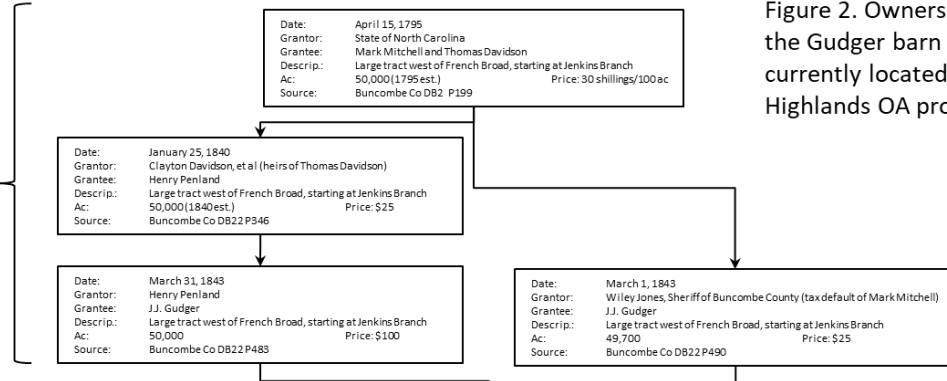 Figure 2. Owners
the Gudger barn
currently located
Highlands OA pro
Date: April 15, 1795
Grantor: State of North Carolina
Grantee: Mark Mitchell and Thomas Davidson
Descrip.: Large tract west of French Broad, starting at Jenkins Branch
Ac: 50,000 (1795 est.) Price: 30 shillings/100 ac
Source: Buncombe Co DB2 P199
Date: January 25, 1840
Grantor: Clayton Davidson, et al (heirs of Thomas Davidson)
Grantee: Henry Penland
Descrip.: Large tract west of French Broad, starting at Jenkins Branch
Ac: 50,000 (1840 est.) Price: $25
Source: Buncombe Co DB22 P346
Date: March 31, 1843
Grantor: Henry Penland
Grantee: J.J. Gudger
Descrip.: Large tract west of French Broad, starting at Jenkins Branch
Ac: 50,000 Price: $100
Source: Buncombe Co DB22 P483
Date: March 1, 1843
Grantor: Wiley Jones, Sheriff of Buncombe County (tax default of Mark Mitchell)
Grantee: J.J. Gudger
Descrip.: Large tract west of French Broad, starting at Jenkins Branch
Ac: 49,700 Price: $25
Source: Buncombe Co DB22 P490